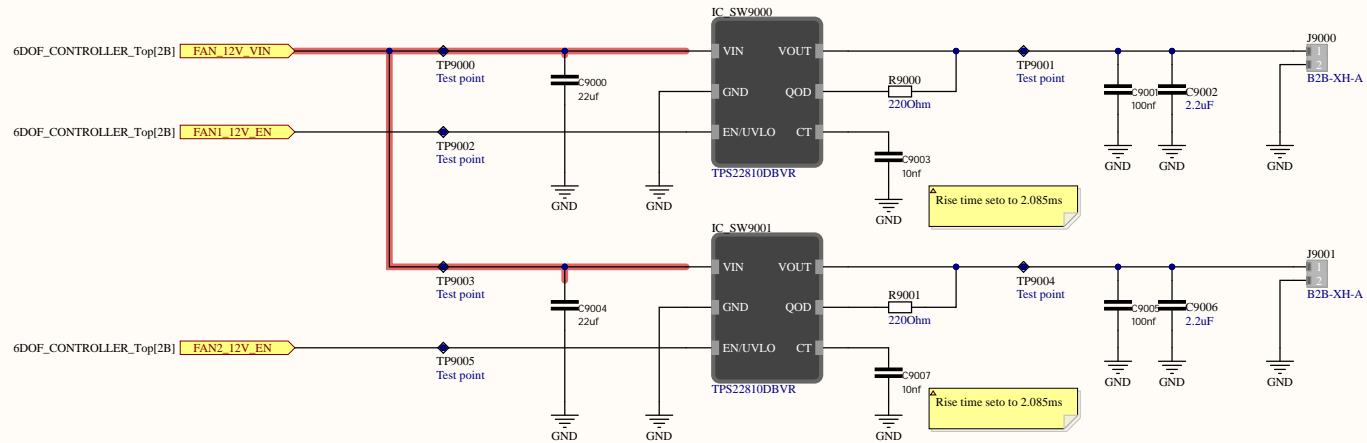 IC_SW9000
6DOF_CONTROLLER_Top[2B] FAN_12V_VIN
TP9000
Test point
C9000
22uf
VIN VOUT
GND QOD
EN/UVLO CT
R9000
220Ohm
TP9001
Test point
C9001
100nf
C9002
2.2uF
J9000
1
2
B2B-XH-A
6DOF_CONTROLLER_Top[2B] FAN1_12V_EN
TP9002
Test point
C9003
10nf
TPS22810DBVR
GND GND GND GND GND GND
Rise time seto to 2.085ms
IC_SW9001
TP9003
Test point
C9004
22uf
VIN VOUT
GND QOD
EN/UVLO CT
R9001
220Ohm
TP9004
Test point
C9005
100nf
C9006
2.2uF
J9001
1
2
B2B-XH-A
6DOF_CONTROLLER_Top[2B] FAN2_12V_EN
TP9005
Test point
C9007
10nf
TPS22810DBVR
GND GND GND GND GND GND
Rise time seto to 2.085ms